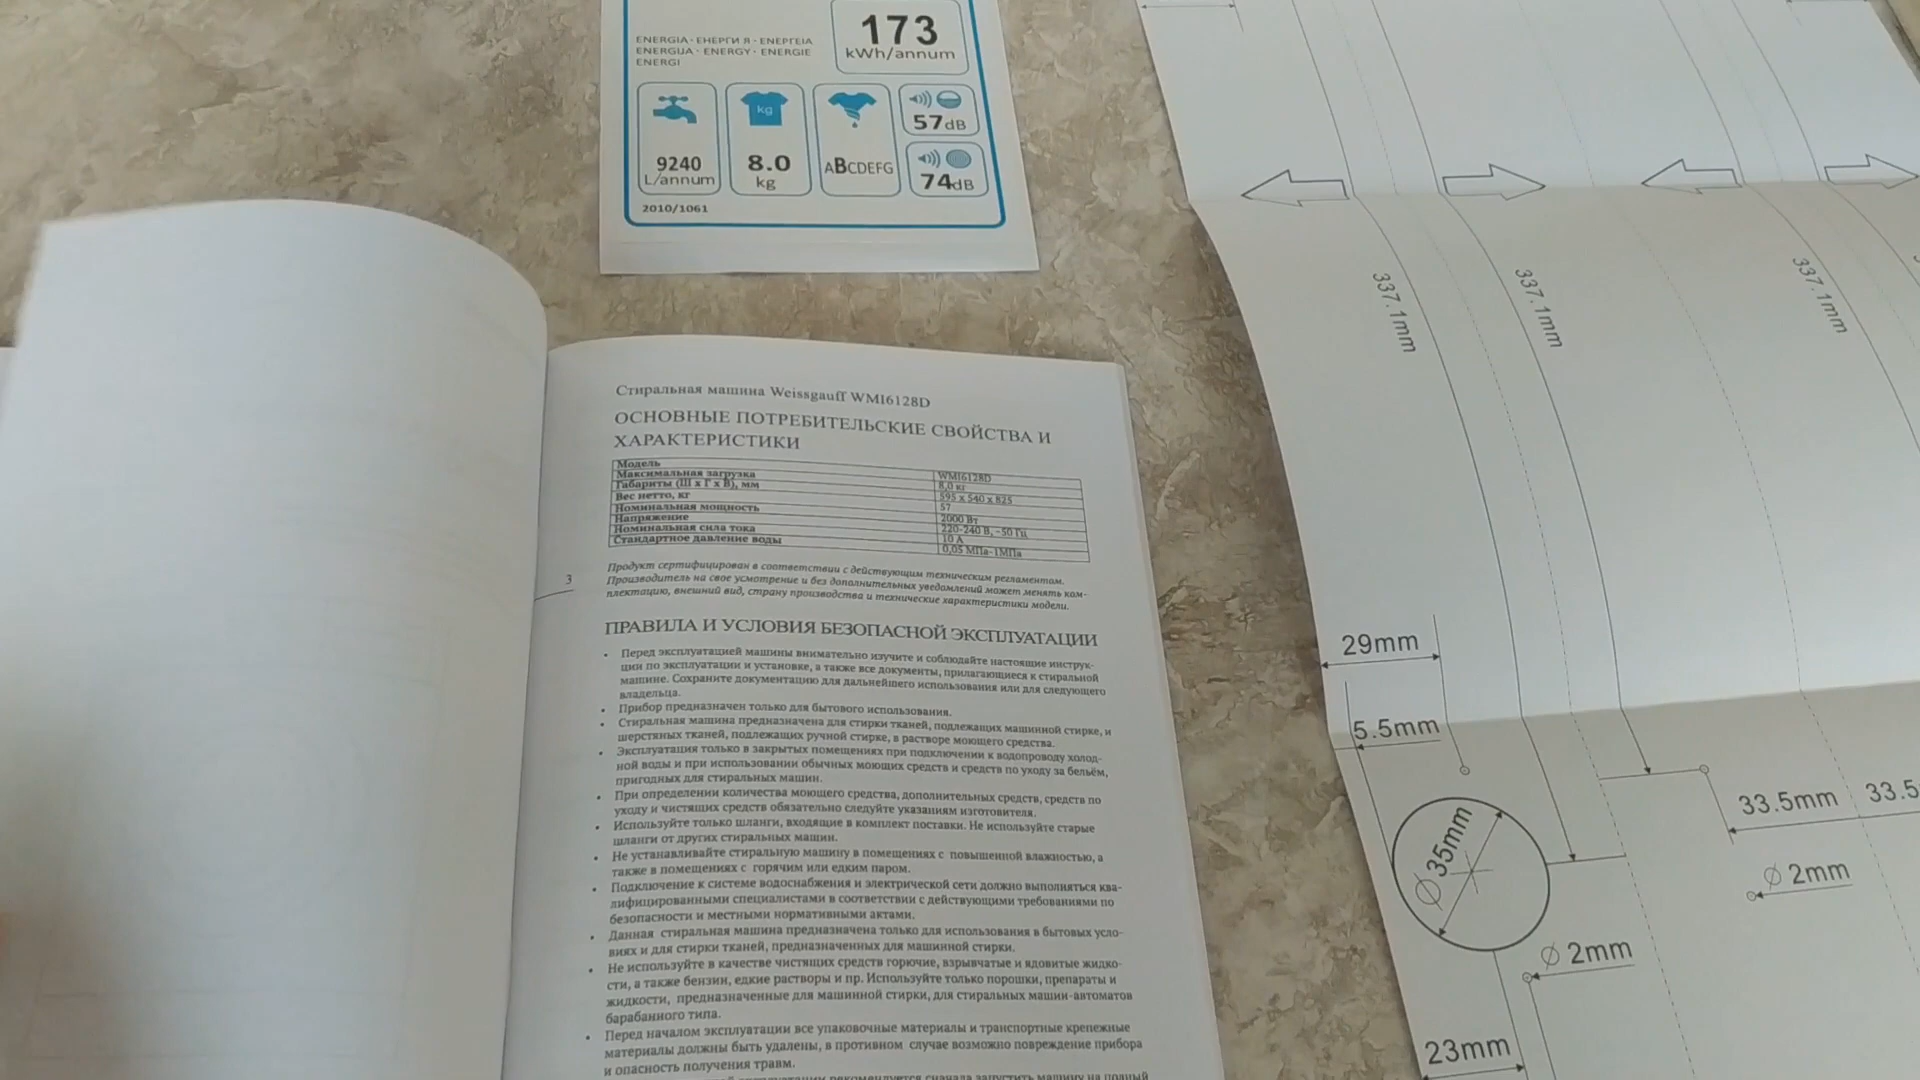 173
kWh/annum
ENERGIA · ЕНЕРГИ Я · ΕΝΕΡΓΕΙΑ
ENERGIJA · ENERGY · ENERGIE
ENERGI
9240
L/annum
kg
8.0
kg
ABCDEFG
57dB
74dB
2010/1061
Стиральная машина Weissgauff WMI6128D
ОСНОВНЫЕ ПОТРЕБИТЕЛЬСКИЕ СВОЙСТВА И
ХАРАКТЕРИСТИКИ
Модель WMI6128D
Максимальная загрузка 8,0 кг
Габариты (Ш х Г х В), мм 595 x 540 x 825
Вес нетто, кг 57
Номинальная мощность 2000 Вт
Напряжение 220-240 В, ~50 Гц
Номинальная сила тока 10 А
Стандартное давление воды 0,05 МПа-1МПа
3
Продукт сертифицирован в соответствии с действующим техническим регламентом.
Производитель на свое усмотрение и без дополнительных уведомлений может менять ком-
плектацию, внешний вид, страну производства и технические характеристики модели.
ПРАВИЛА И УСЛОВИЯ БЕЗОПАСНОЙ ЭКСПЛУАТАЦИИ
• Перед эксплуатацией машины внимательно изучите и соблюдайте настоящие инструк-
ции по эксплуатации и установке, а также все документы, прилагающиеся к стиральной
машине. Сохраните документацию для дальнейшего использования или для следующего
владельца.
• Прибор предназначен только для бытового использования.
• Стиральная машина предназначена для стирки тканей, подлежащих машинной стирке, и
шерстяных тканей, подлежащих ручной стирке, в растворе моющего средства.
• Эксплуатация только в закрытых помещениях при подключении к водопроводу холод-
ной воды и при использовании обычных моющих средств и средств по уходу за бельём,
пригодных для стиральных машин.
• При определении количества моющего средства, дополнительных средств, средств по
уходу и чистящих средств обязательно следуйте указаниям изготовителя.
• Используйте только шланги, входящие в комплект поставки. Не используйте старые
шланги от других стиральных машин.
• Не устанавливайте стиральную машину в помещениях с повышенной влажностью, а
также в помещениях с горячим или едким паром.
• Подключение к системе водоснабжения и электрической сети должно выполняться ква-
лифицированными специалистами в соответствии с действующими требованиями по
безопасности и местными нормативными актами.
• Данная стиральная машина предназначена только для использования в бытовых усло-
виях и для стирки тканей, предназначенных для машинной стирки.
• Не используйте в качестве чистящих средств горючие, взрывчатые и ядовитые жидко-
сти, а также бензин, едкие растворы и пр. Используйте только порошки, препараты и
жидкости, предназначенные для машинной стирки, для стиральных машин-автоматов
барабанного типа.
• Перед началом эксплуатации все упаковочные материалы и транспортные крепежные
материалы должны быть удалены, в противном случае возможно повреждение прибора
и опасность получения травм.
рекомендуется сначала запустить машину на полный
337.1mm
337.1mm
337.1mm
29mm
5.5mm
33.5mm
33.5
∅ 35mm
∅ 2mm
∅ 2mm
23mm